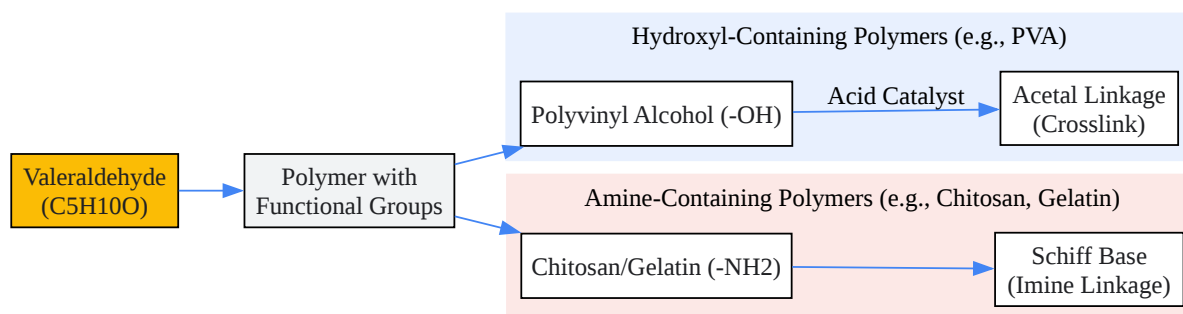 Hydroxyl-Containing Polymers (e.g., PVA)
Polyvinyl Alcohol (-OH)
Acid Catalyst
Acetal Linkage
(Crosslink)
Valeraldehyde
(C5H10O)
Polymer with
Functional Groups
Amine-Containing Polymers (e.g., Chitosan, Gelatin)
Chitosan/Gelatin (-NH2)
Schiff Base
(Imine Linkage)